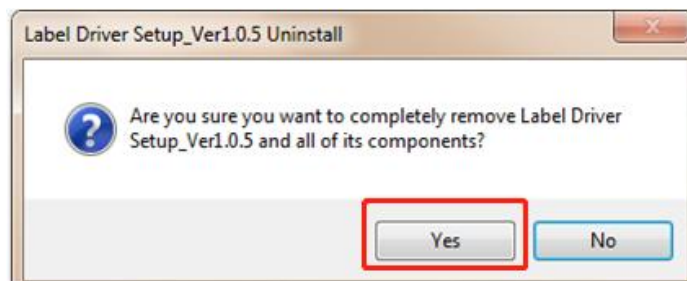 Label Driver Setup_Ver1.0.5 Uninstall
Are you sure you want to completely remove Label Driver
Setup_Ver1.0.5 and all of its components?
Yes
No